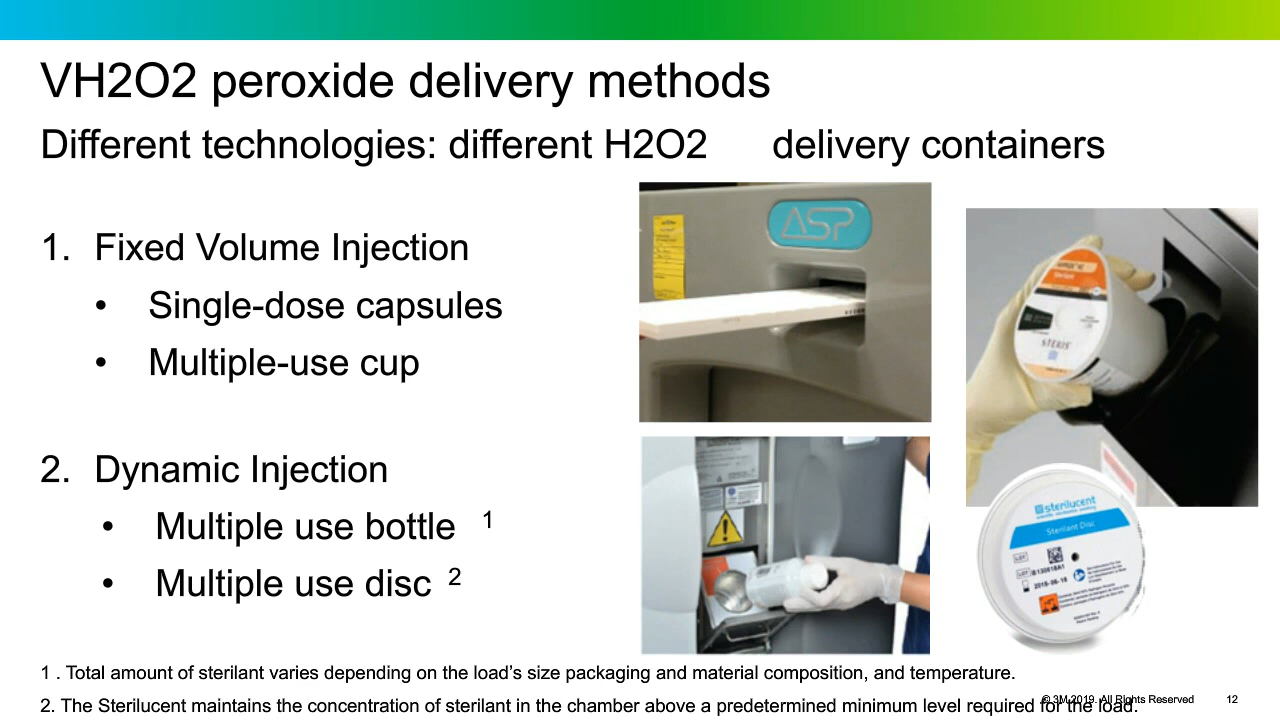 VH2O2 peroxide delivery methods
Different technologies: different H2O2 delivery containers
1. Fixed Volume Injection
• Single-dose capsules
• Multiple-use cup
2. Dynamic Injection
• Multiple use bottle 1
• Multiple use disc 2
ASP
STERIS
sterilucent
Sterilant Disc
LOT
2015-06-16
1 . Total amount of sterilant varies depending on the load’s size packaging and material composition, and temperature.
2. The Sterilucent maintains the concentration of sterilant in the chamber above a predetermined minimum level required for the load.
© 3M 2019. All Rights Reserved
12